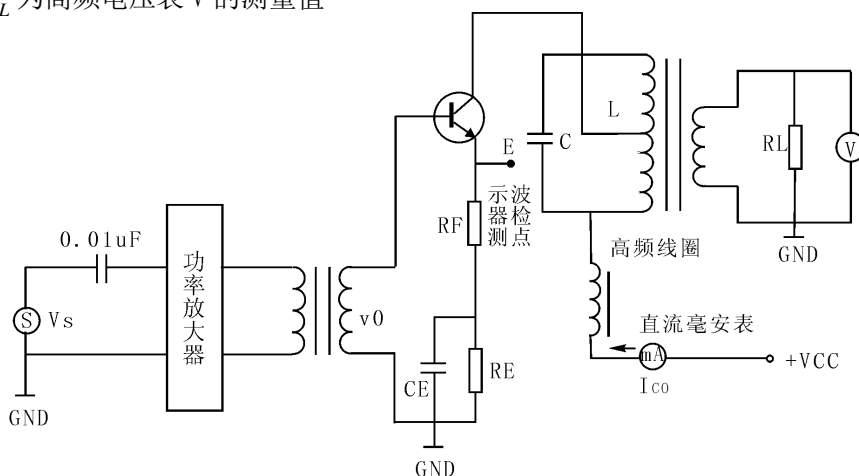 L 为高频电压表 V 的测量值
L
C
E
RL
V
示波
器检
测点
RF
GND
高频线圈
0.01uF
功率放大器
S
Vs
v0
直流毫安表
mA
+VCC
ICO
CE
RE
GND
GND